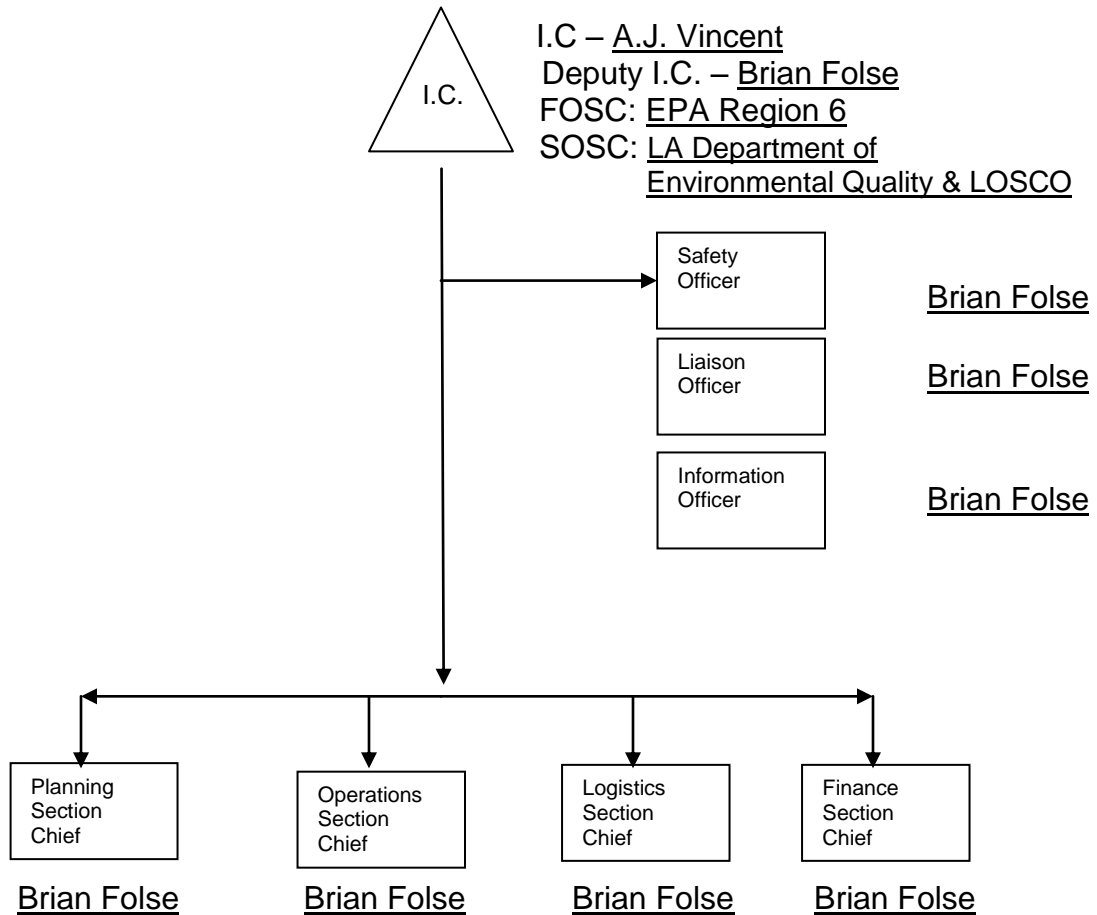 I.C.
I.C – A.J. Vincent
Deputy I.C. – Brian Folse
FOSC: EPA Region 6
SOSC: LA Department of
Environmental Quality & LOSCO
Safety
Officer
Brian Folse
Liaison
Officer
Brian Folse
Information
Officer
Brian Folse
Planning
Section
Chief
Brian Folse
Operations
Section
Chief
Brian Folse
Logistics
Section
Chief
Brian Folse
Finance
Section
Chief
Brian Folse